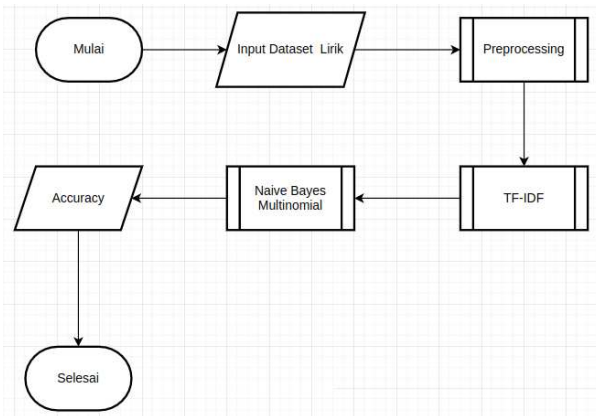 Mulai
Input Dataset Lirik
Preprocessing
TF-IDF
Naive Bayes
Multinomial
Accuracy
Selesai